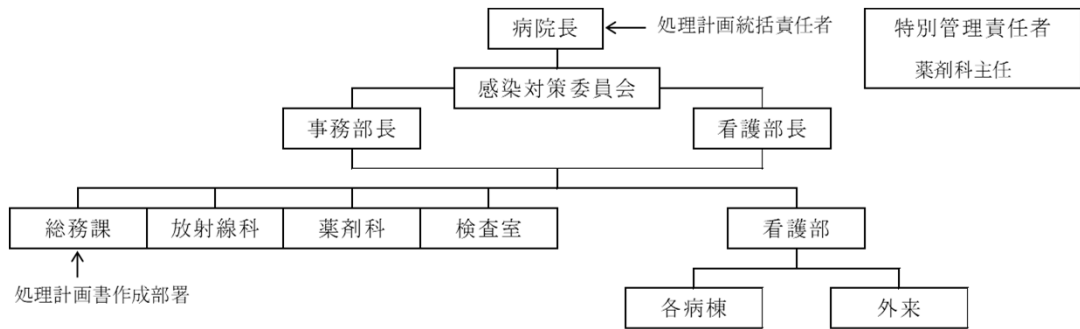 病院長
処理計画統括責任者
特別管理責任者
薬剤科主任
感染対策委員会
事務部長
看護部長
総務課
放射線科
薬剤科
検査室
看護部
処理計画書作成部署
各病棟
外来